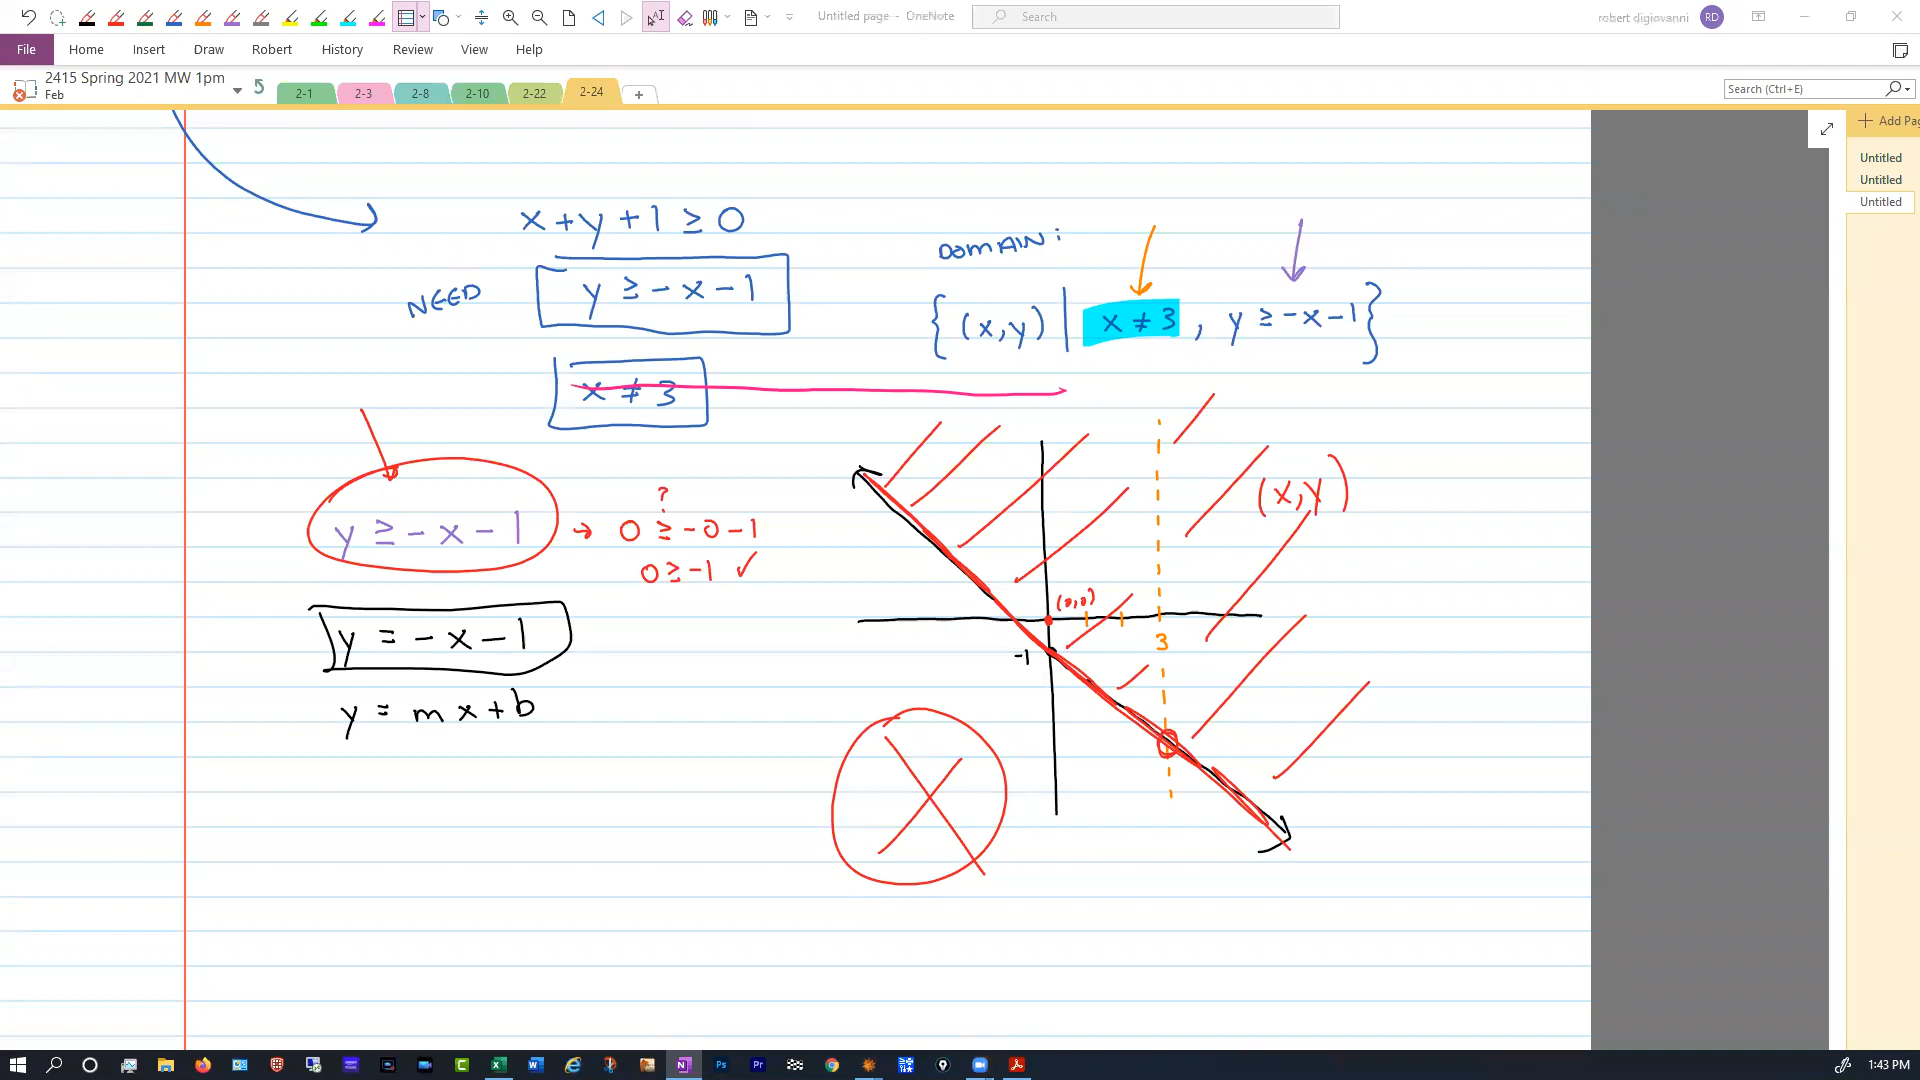 Untitled page - OneNote
Search
robert digiovanni
RD
File Home Insert Draw Robert History Review View Help
2415 Spring 2021 MW 1pm
Feb
2-1 2-3 2-8 2-10 2-22 2-24
Search (Ctrl+E)
Add Pag
Untitled
Untitled
Untitled
x + y + 1 ≥ 0
NEED
y ≥ - x - 1
x ≠ 3
DOMAIN:
{ (x,y) | x ≠ 3 , y ≥ -x-1 }
y ≥ - x - 1 → 0 ≥ - 0 - 1
?
0 ≥ -1 ✓
y = - x - 1
y = m x + b
(x,y)
(0,0)
3
-1
1:43 PM